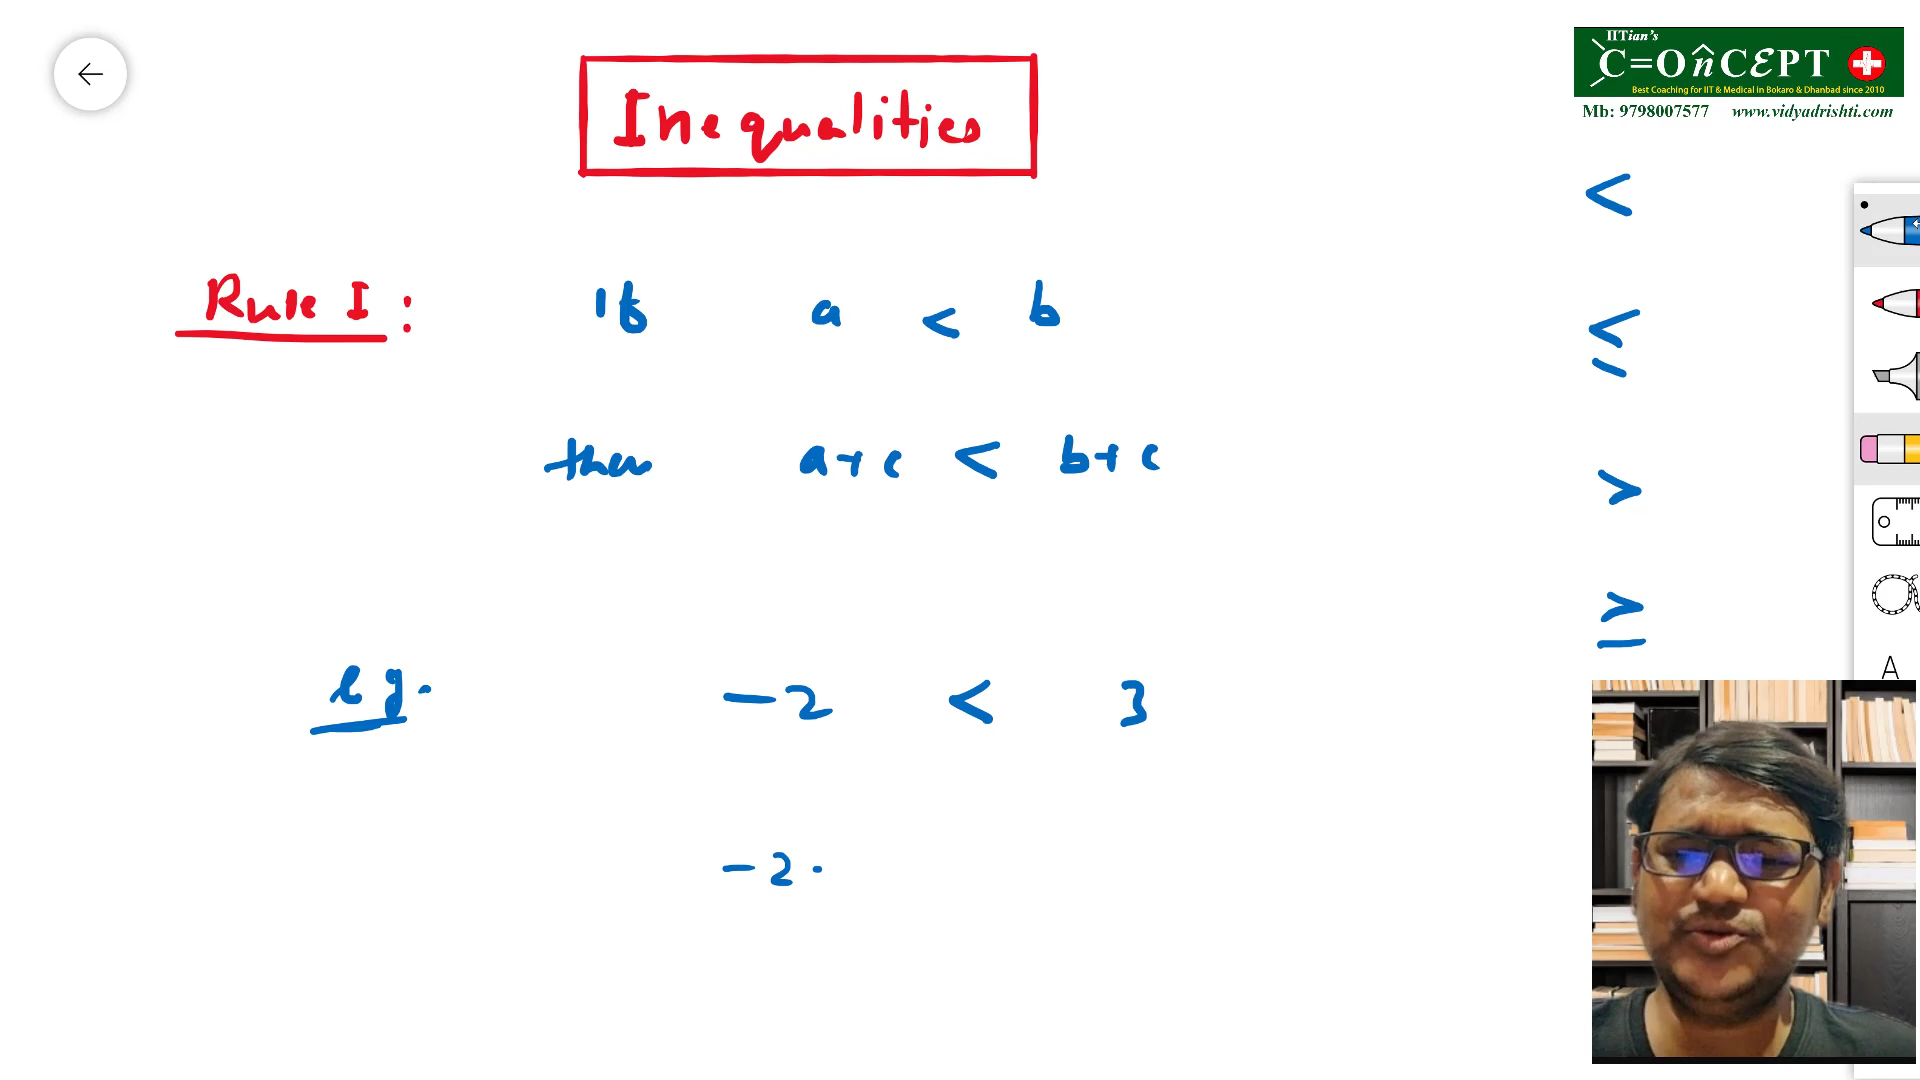 IITian's
C=OnCEPT
Best Coaching for IIT & Medical in Bokaro & Dhanbad since 2010
Mb: 9798007577 www.vidyadrishti.com
Inequalities
<
Rule I : If a < b
≤
then a+c < b+c
>
≥
eg. -2 < 3
A
-2.